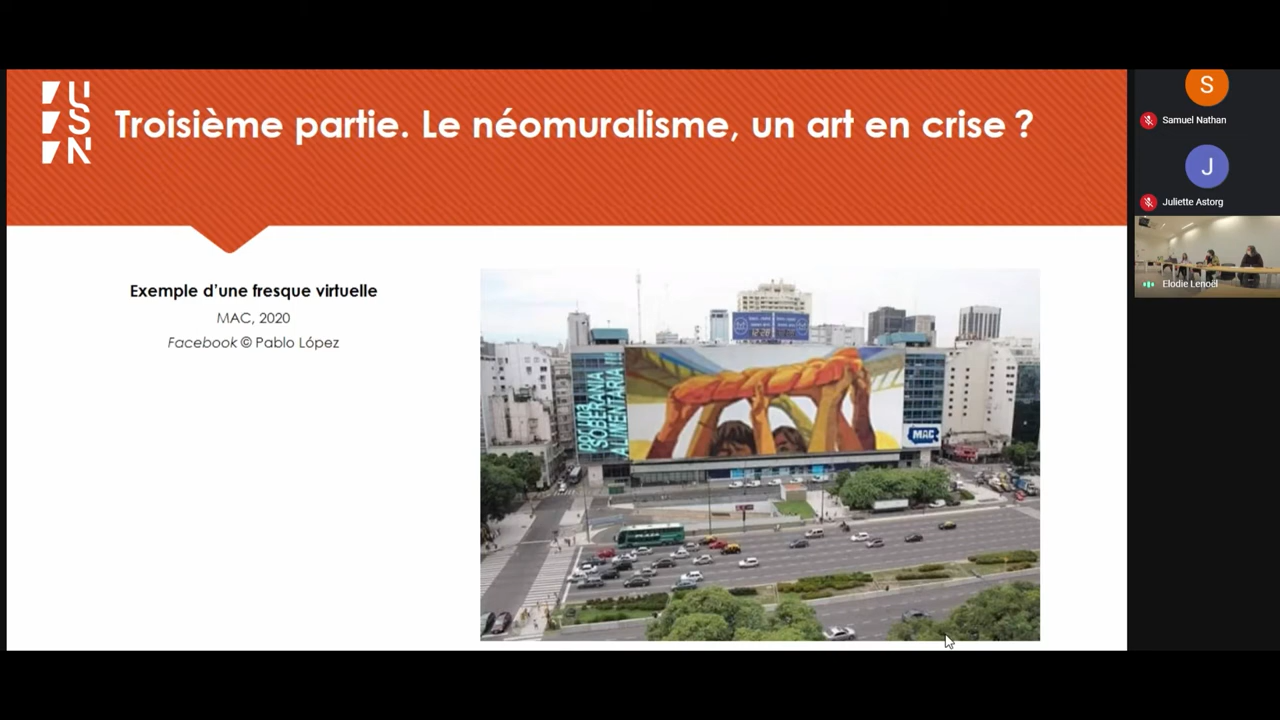 USN
Troisième partie. Le néomuralisme, un art en crise ?
Exemple d'une fresque virtuelle
MAC, 2020
Facebook © Pablo López
SOBERANIA
ALIMENTARIA !!!
MAC
PLAZA
S
Samuel Nathan
J
Juliette Astorg
Elodie Lenoël